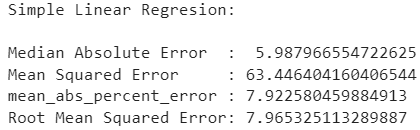 Simple Linear Regresion:
Median Absolute Error  :  5.987966554722625
Mean Squared Error     : 63.446404160406544
mean_abs_percent_error : 7.922580459884913
Root Mean Squared Error: 7.965325113289887